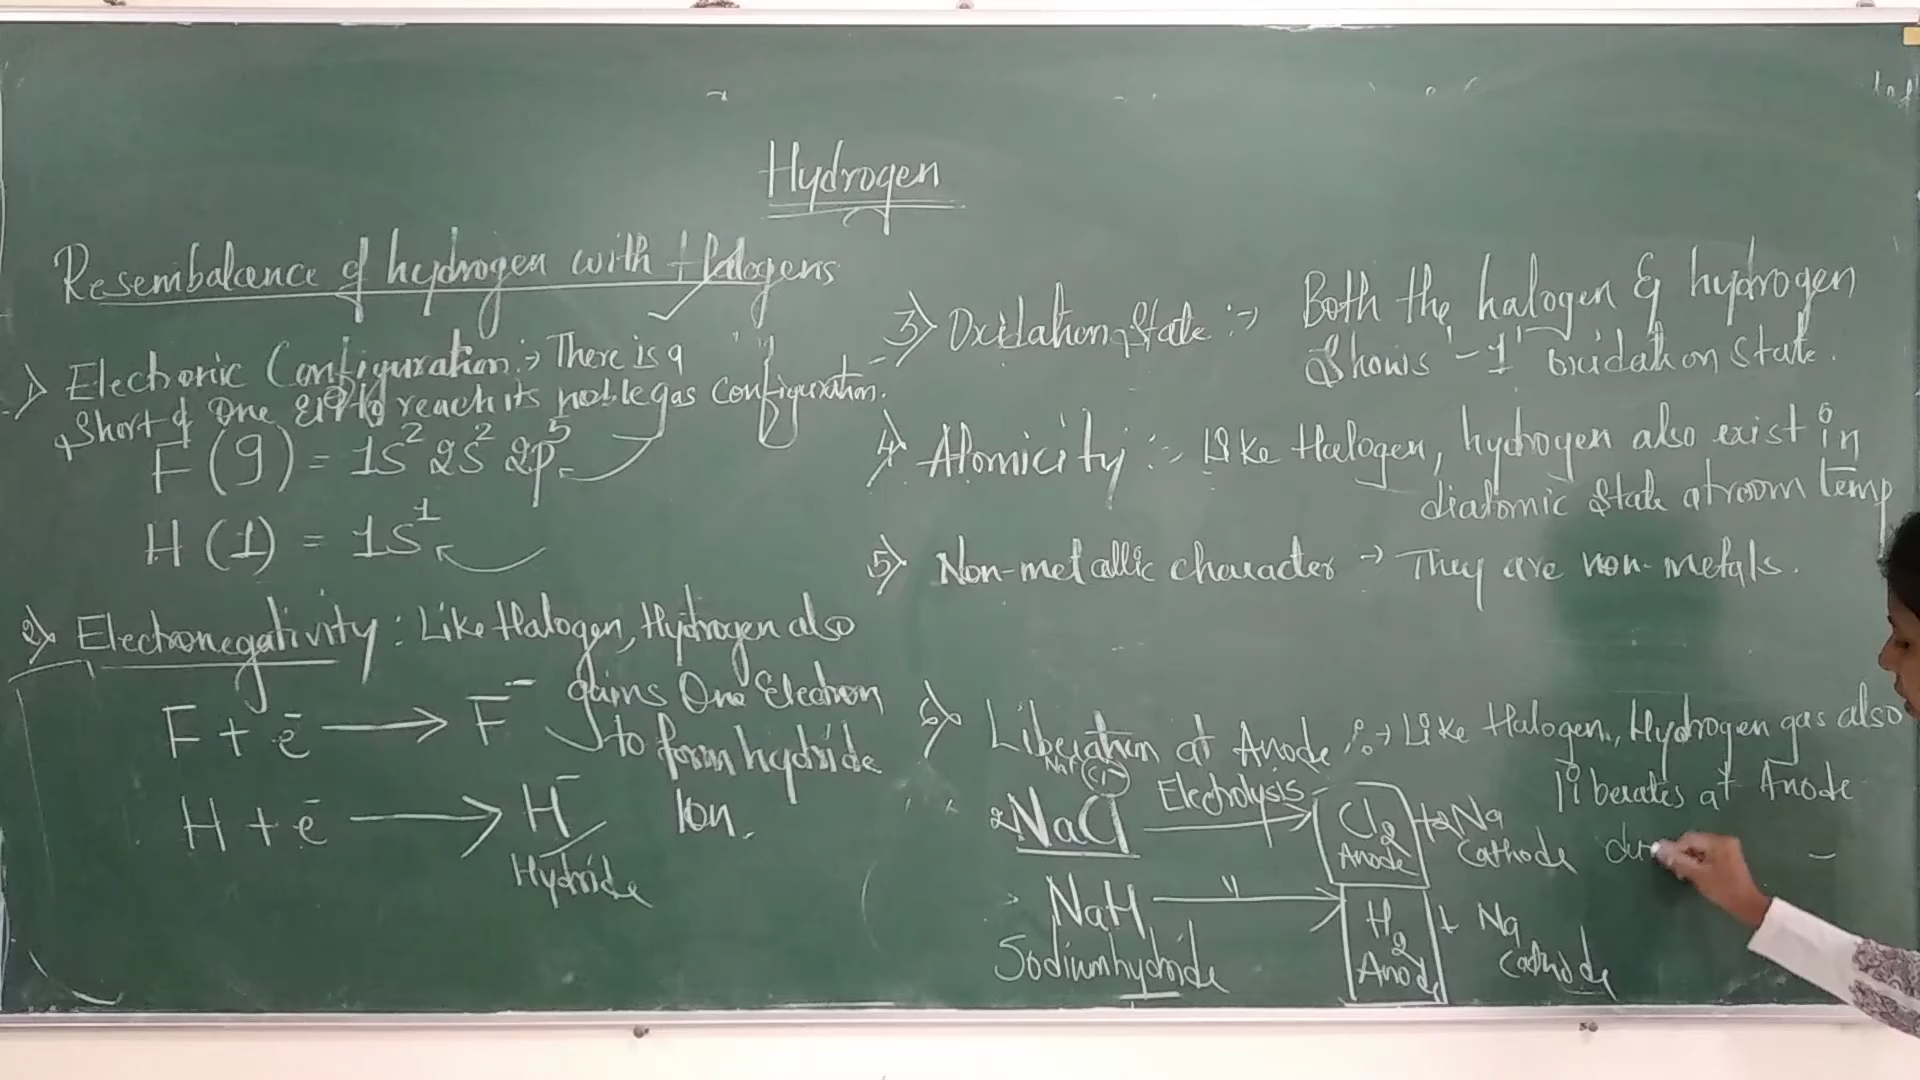 Hydrogen
Resembalence of hydrogen with Halogens
1) Electronic Configuration :→ There is a
short of One e⁻ to reach its noble gas configuration.
F (9) = 1s² 2s² 2p⁵
H (1) = 1s¹
2) Electronegativity : Like Halogen, Hydrogen also
gains One Electron
F + e⁻ → F⁻
to form hydride
H + e⁻ → H⁻
Ion.
Hydride
3) Oxidation State :→ Both the halogen & hydrogen
Shows '-1' oxidation State.
4) Atomicity :→ Like Halogen, hydrogen also exist in
diatomic State at room temp
5) Non-metallic character → They are non-metals.
6) Liberation at Anode :→ Like Halogen, Hydrogen gas also
liberates at Anode
2NaCl Electrolysis → Cl₂ + 2Na
Anode Cathode
NaH → H₂ + Na
Sodium hydride Anode Cathode